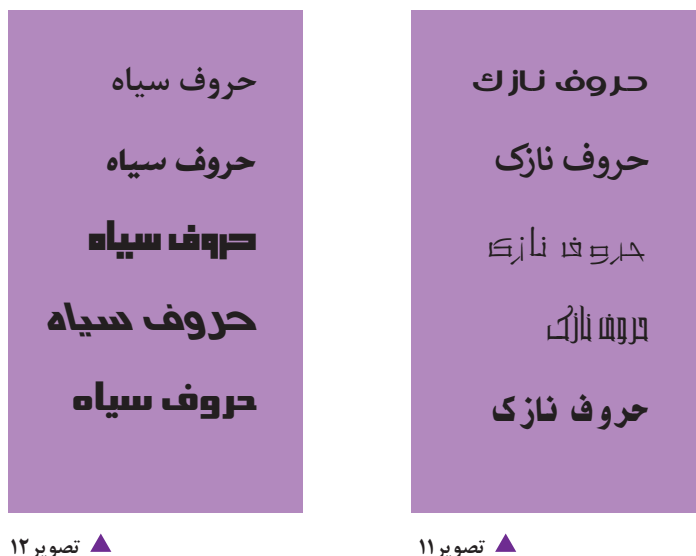 حروف نازك
حروف نازک
حروف نازک
حروف نازک
حروف نازک
تصویر ۱۱
حروف سیاه
حروف سیاه
حروف سیاه
حروف سیاه
حروف سیاه
تصویر ۱۲